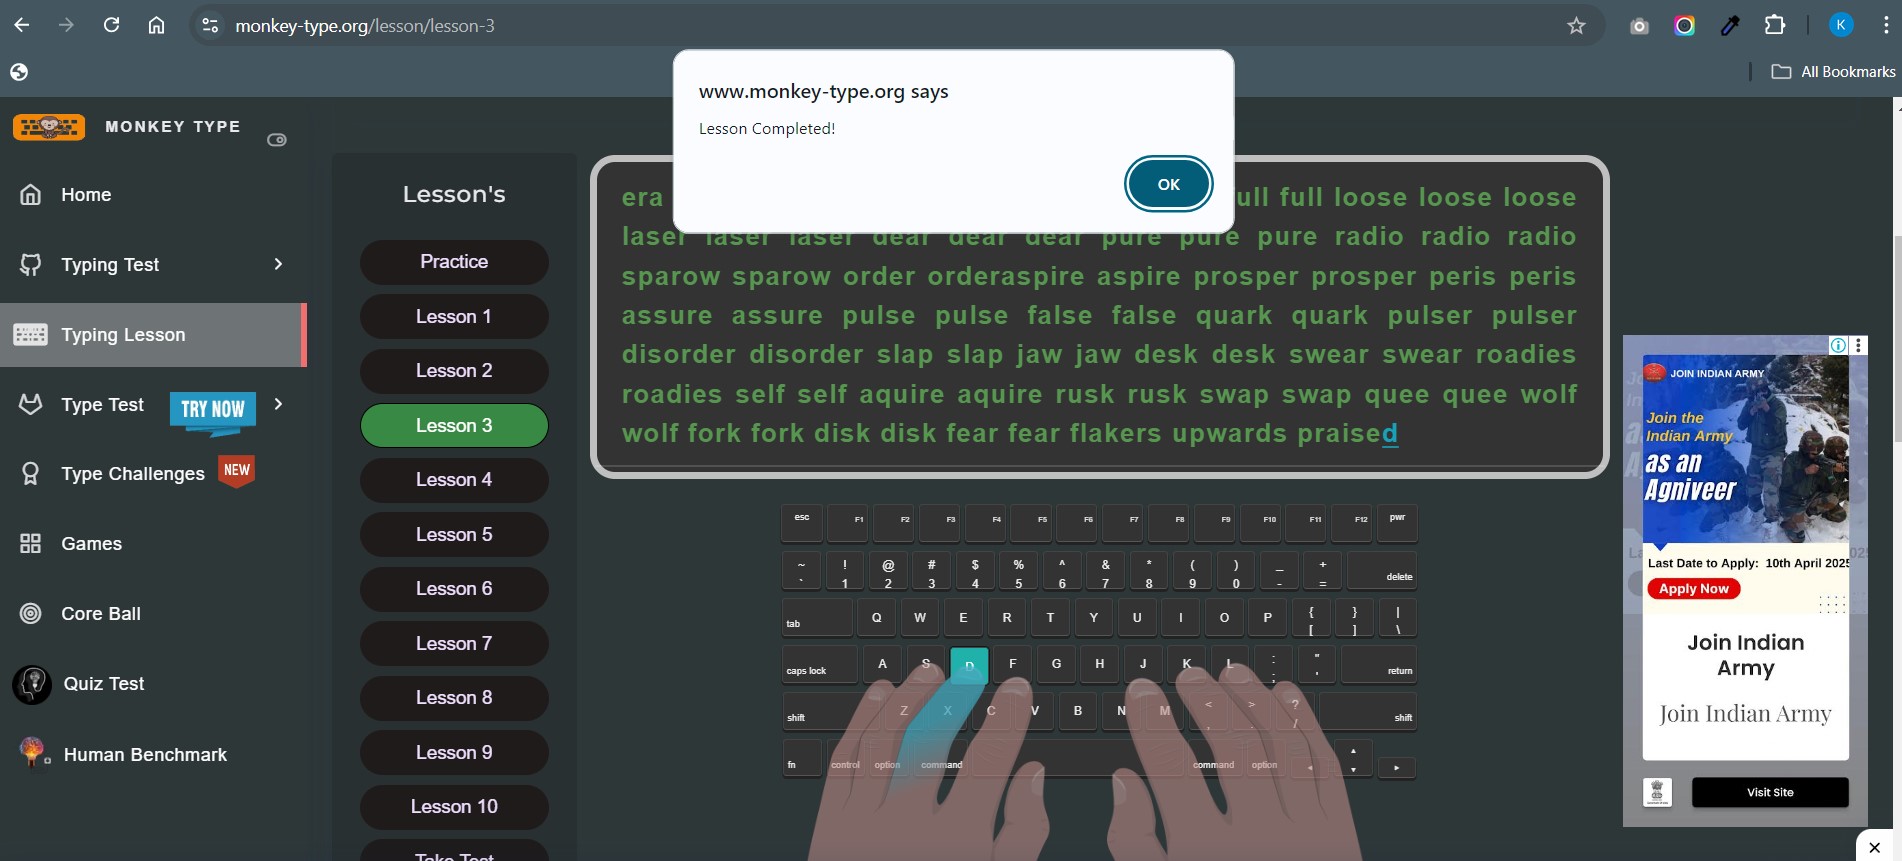 monkey-type.org/lesson/lesson-3
K
All Bookmarks
www.monkey-type.org says
Lesson Completed!
OK
MONKEY TYPE
Home
Typing Test
Typing Lesson
Type Test TRY NOW
Type Challenges NEW
Games
Core Ball
Quiz Test
Human Benchmark
Lesson's
Practice
Lesson 1
Lesson 2
Lesson 3
Lesson 4
Lesson 5
Lesson 6
Lesson 7
Lesson 8
Lesson 9
Lesson 10
Take Test
era full loose loose loose
laser laser laser dear dear dear pure pure pure radio radio radio
sparow sparow order orderaspire aspire prosper prosper peris peris
assure assure pulse pulse false false quark quark pulser pulser
disorder disorder slap slap jaw jaw desk desk swear swear roadies
roadies self self aquire aquire rusk rusk swap swap quee quee wolf
wolf fork fork disk disk fear fear flakers upwards praised
esc F1 F2 F3 F4 F5 F6 F7 F8 F9 F10 F11 F12 pwr
~ ! @ # $ % ^ & * ( ) _ +
` 1 2 3 4 5 6 7 8 9 0 - = delete
tab Q W E R T Y U I O P { [ } ] | \
caps lock A S D F G H J K L : ; " ' return
shift Z X C V B N M < , > . ? / shift
fn control option command command option
JOIN INDIAN ARMY
Join the
Indian Army
as an
Agniveer
Last Date to Apply: 10th April 2025
Apply Now
Join Indian
Army
Join Indian Army
Visit Site